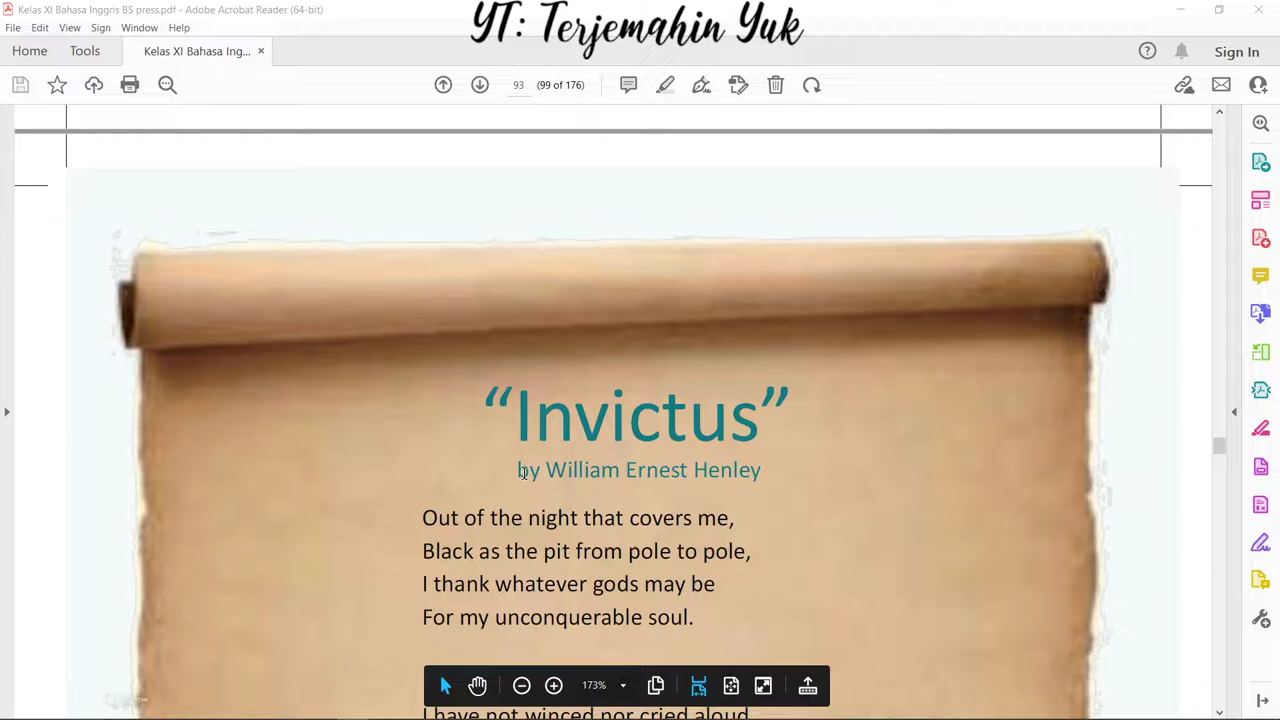 Kelas XI Bahasa Inggris BS press.pdf - Adobe Acrobat Reader (64-bit)
YT: Terjemahin Yuk
File Edit View Sign Window Help
Home Tools Kelas XI Bahasa Ing... × Sign In
93 (99 of 176)
“Invictus”
by William Ernest Henley
Out of the night that covers me,
Black as the pit from pole to pole,
I thank whatever gods may be
For my unconquerable soul.
173%
I have not winced nor cried aloud.